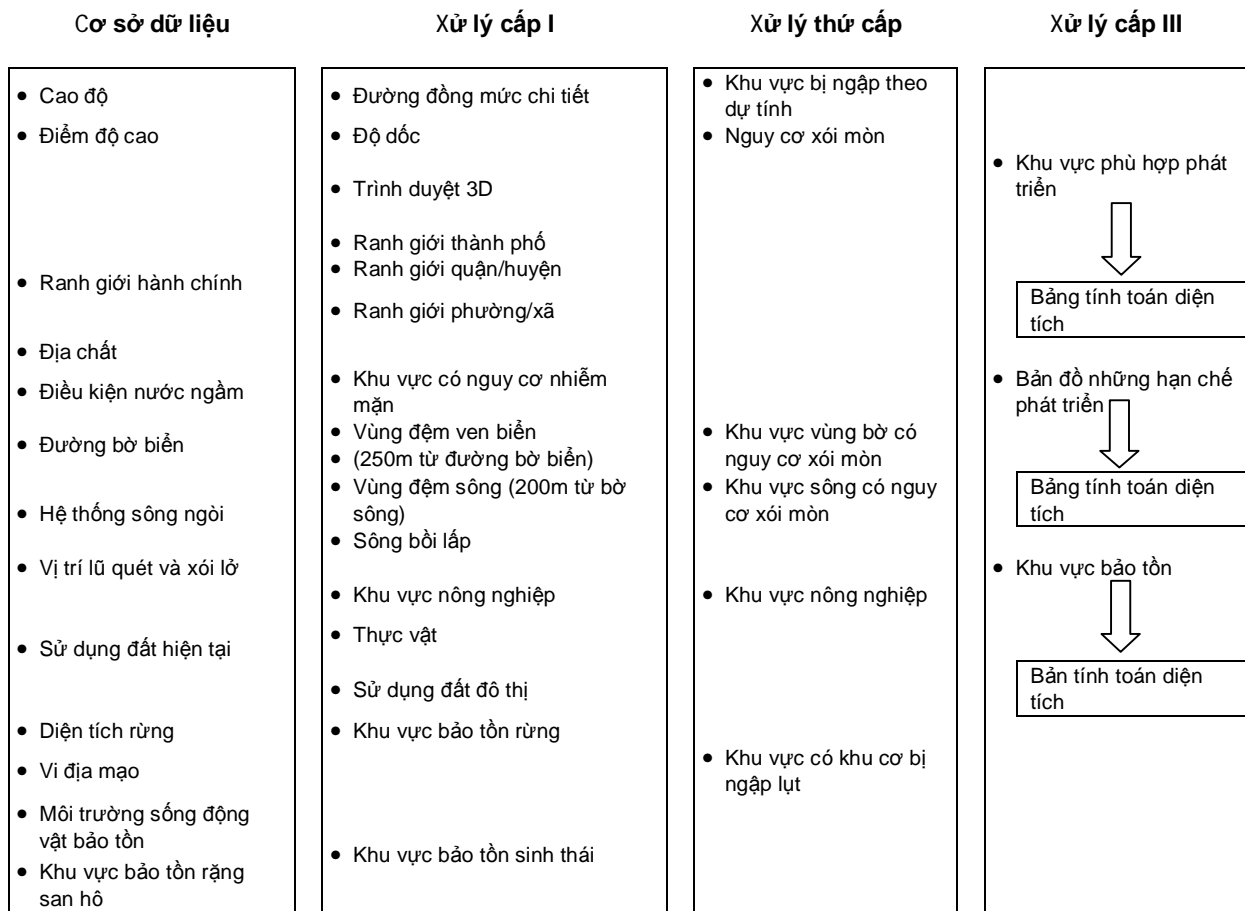 Cơ sở dữ liệu
Xử lý cấp I
Xử lý thứ cấp
Xử lý cấp III
• Cao độ
• Điểm độ cao
• Ranh giới hành chính
• Địa chất
• Điều kiện nước ngầm
• Đường bờ biển
• Hệ thống sông ngòi
• Vị trí lũ quét và xói lở
• Sử dụng đất hiện tại
• Diện tích rừng
• Vi địa mạo
• Môi trường sống động
vật bảo tồn
• Khu vực bảo tồn rặng
san hô
• Đường đồng mức chi tiết
• Độ dốc
• Trình duyệt 3D
• Ranh giới thành phố
• Ranh giới quận/huyện
• Ranh giới phường/xã
• Khu vực có nguy cơ nhiễm
mặn
• Vùng đệm ven biển
• (250m từ đường bờ biển)
• Vùng đệm sông (200m từ bờ
sông)
• Sông bồi lấp
• Khu vực nông nghiệp
• Thực vật
• Sử dụng đất đô thị
• Khu vực bảo tồn rừng
• Khu vực bảo tồn sinh thái
• Khu vực bị ngập theo
dự tính
• Nguy cơ xói mòn
• Khu vực vùng bờ có
nguy cơ xói mòn
• Khu vực sông có nguy
cơ xói mòn
• Khu vực nông nghiệp
• Khu vực có khu cơ bị
ngập lụt
• Khu vực phù hợp phát
triển
Bảng tính toán diện
tích
• Bản đồ những hạn chế
phát triển
Bảng tính toán diện
tích
• Khu vực bảo tồn
Bản tính toán diện
tích